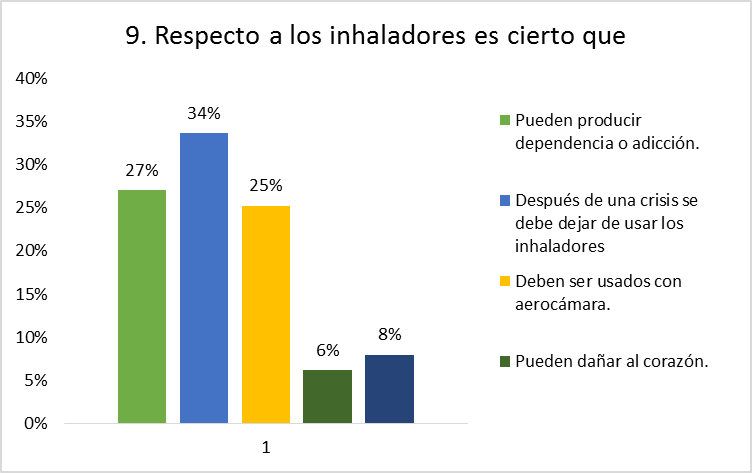 9. Respecto a los inhaladores es cierto que
40%
35%
30%
25%
20%
15%
10%
5%
0%
27%
34%
25%
6%
8%
1
Pueden producir
dependencia o adicción.
Después de una crisis se
debe dejar de usar los
inhaladores
Deben ser usados con
aerocámara.
Pueden dañar al corazón.